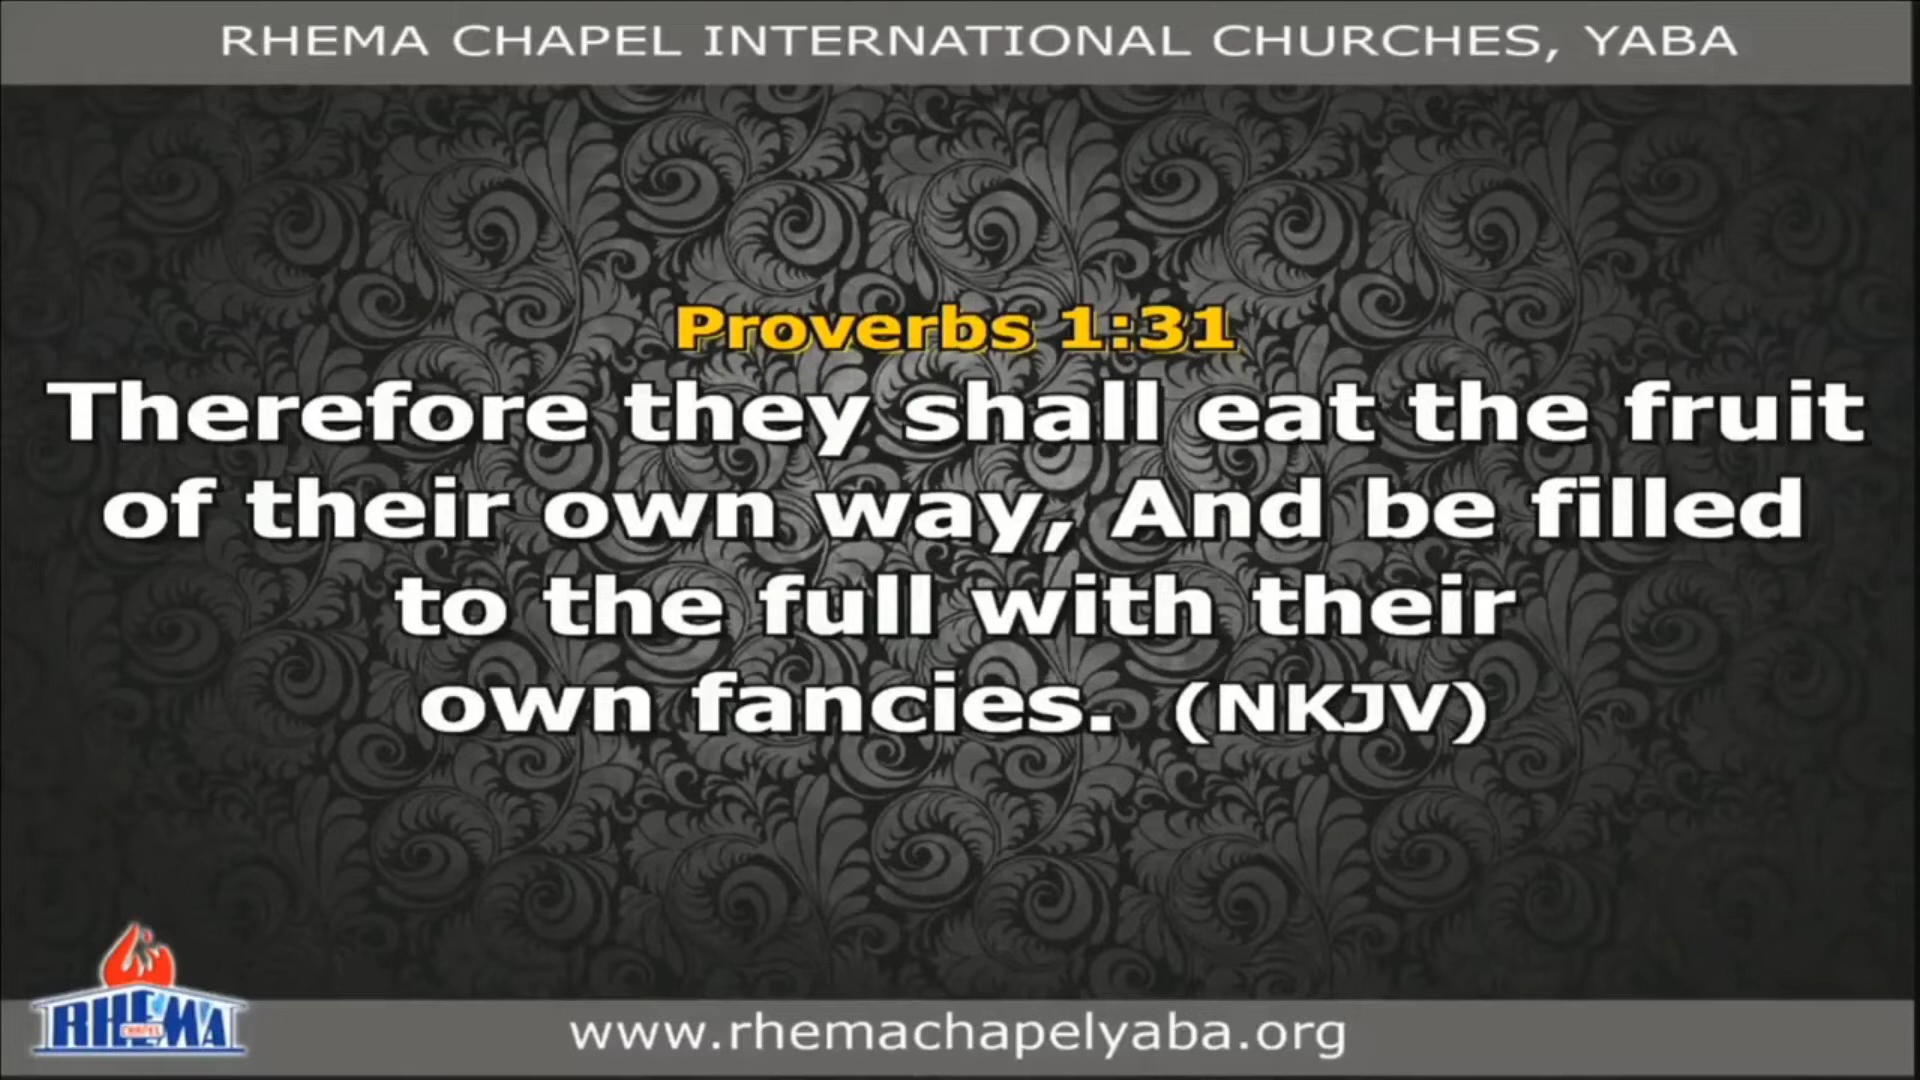 RHEMA CHAPEL INTERNATIONAL CHURCHES, YABA
Proverbs 1:31
Therefore they shall eat the fruit
of their own way, And be filled
to the full with their
own fancies. (NKJV)
RHEMA
CHAPEL
www.rhemachapelyaba.org